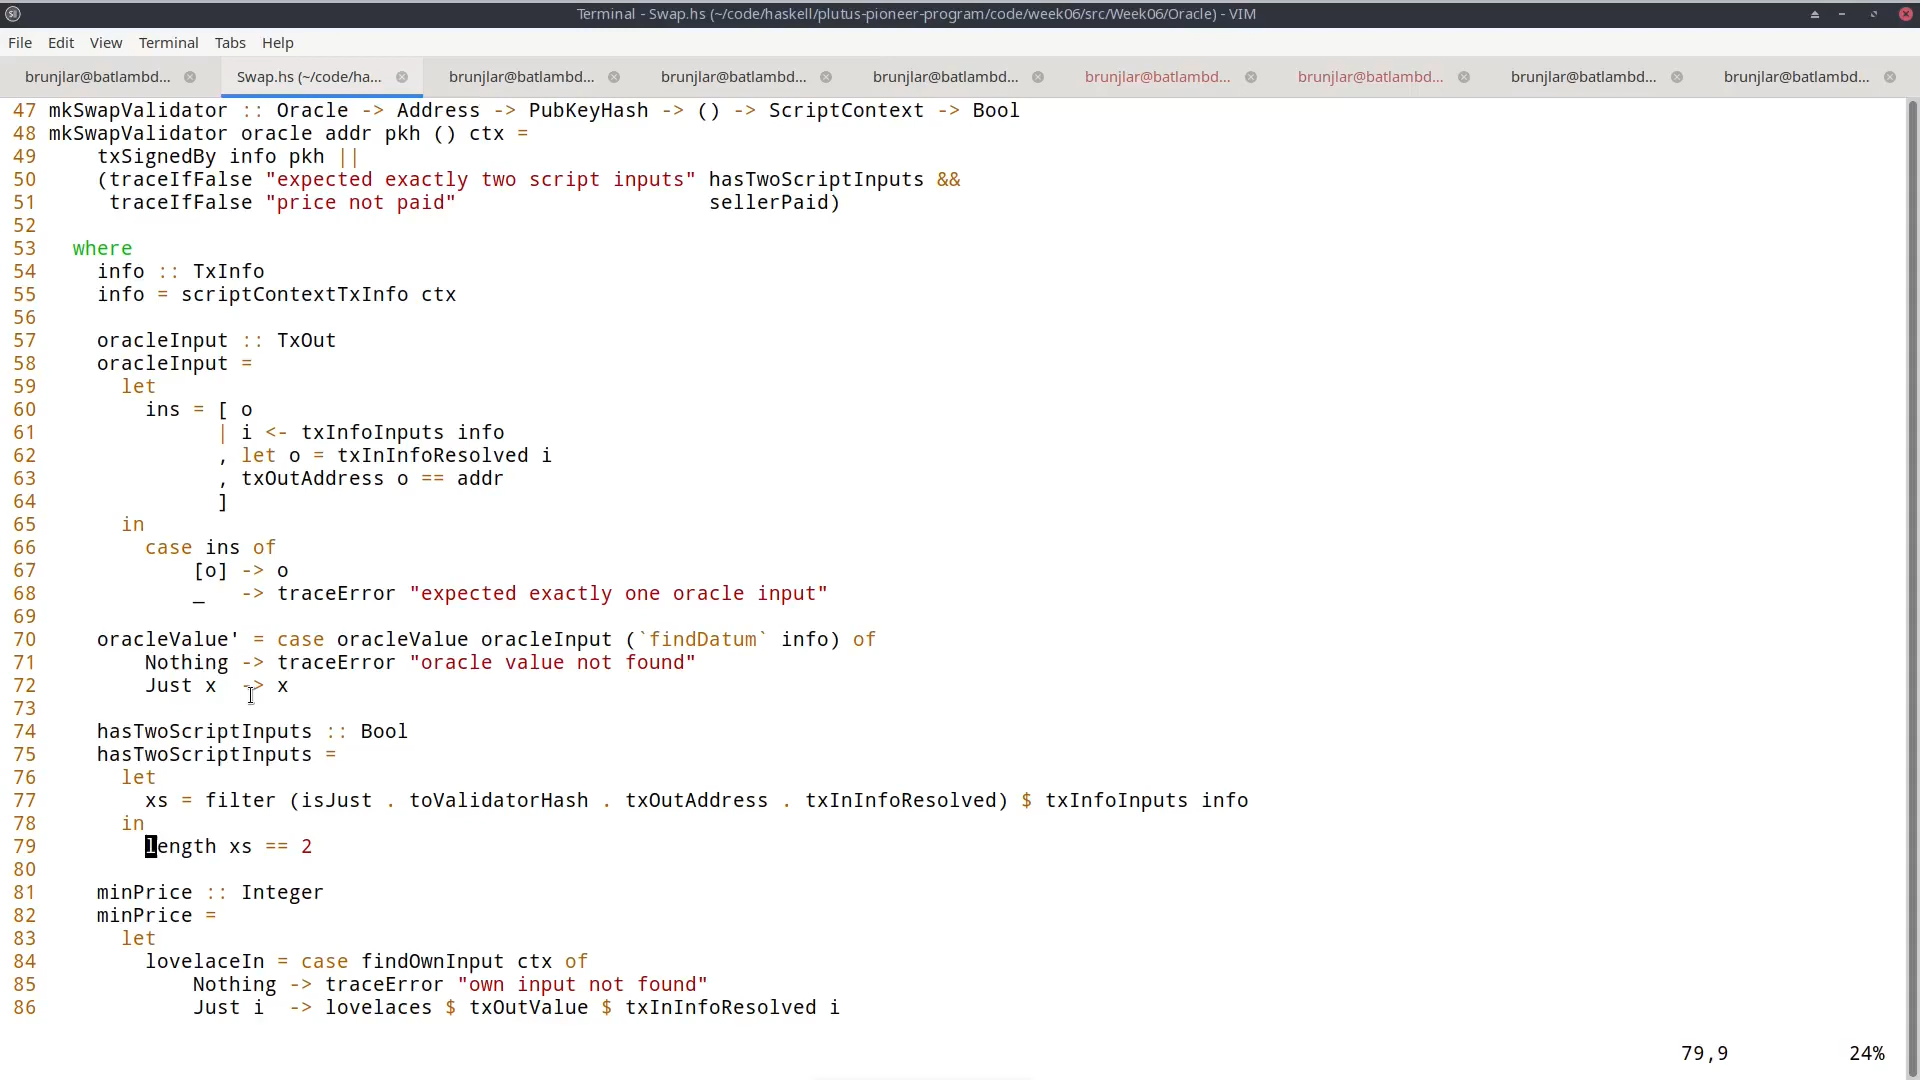 Terminal - Swap.hs (~/code/haskell/plutus-pioneer-program/code/week06/src/Week06/Oracle) - VIM
File Edit View Terminal Tabs Help
brunjlar@batlambd... Swap.hs (~/code/ha... brunjlar@batlambd... brunjlar@batlambd... brunjlar@batlambd... brunjlar@batlambd... brunjlar@batlambd... brunjlar@batlambd... brunjlar@batlambd...
47 mkSwapValidator :: Oracle -> Address -> PubKeyHash -> () -> ScriptContext -> Bool
48 mkSwapValidator oracle addr pkh () ctx =
49     txSignedBy info pkh ||
50     (traceIfFalse "expected exactly two script inputs" hasTwoScriptInputs &&
51      traceIfFalse "price not paid"                     sellerPaid)
52
53   where
54     info :: TxInfo
55     info = scriptContextTxInfo ctx
56
57     oracleInput :: TxOut
58     oracleInput =
59       let
60         ins = [ o
61               | i <- txInfoInputs info
62               , let o = txInInfoResolved i
63               , txOutAddress o == addr
64               ]
65       in
66         case ins of
67             [o] -> o
68             _   -> traceError "expected exactly one oracle input"
69
70     oracleValue' = case oracleValue oracleInput (`findDatum` info) of
71         Nothing -> traceError "oracle value not found"
72         Just x  -> x
73
74     hasTwoScriptInputs :: Bool
75     hasTwoScriptInputs =
76       let
77         xs = filter (isJust . toValidatorHash . txOutAddress . txInInfoResolved) $ txInfoInputs info
78       in
79         length xs == 2
80
81     minPrice :: Integer
82     minPrice =
83       let
84         lovelaceIn = case findOwnInput ctx of
85             Nothing -> traceError "own input not found"
86             Just i  -> lovelaces $ txOutValue $ txInInfoResolved i
79,9 24%